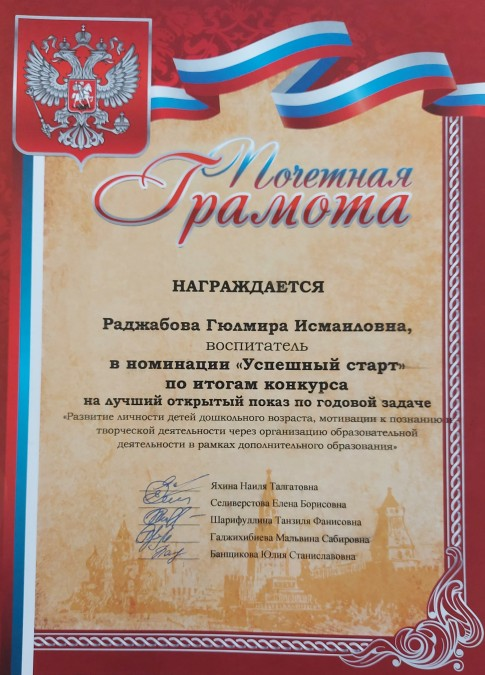 Почетная
Грамота
НАГРАЖДАЕТСЯ
Раджабова Гюлмира Исмаиловна,
воспитатель
в номинации «Успешный старт»
по итогам конкурса
на лучший открытый показ по годовой задаче
«Развитие личности детей дошкольного возраста, мотивации к познанию и
творческой деятельности через организацию образовательной
деятельности в рамках дополнительного образования»
Яхина Наиля Талгатовна
Селиверстова Елена Борисовна
Шарифуллина Танзиля Фанисовна
Гаджихибиева Мальвина Сабировна
Банщикова Юлия Станиславовна